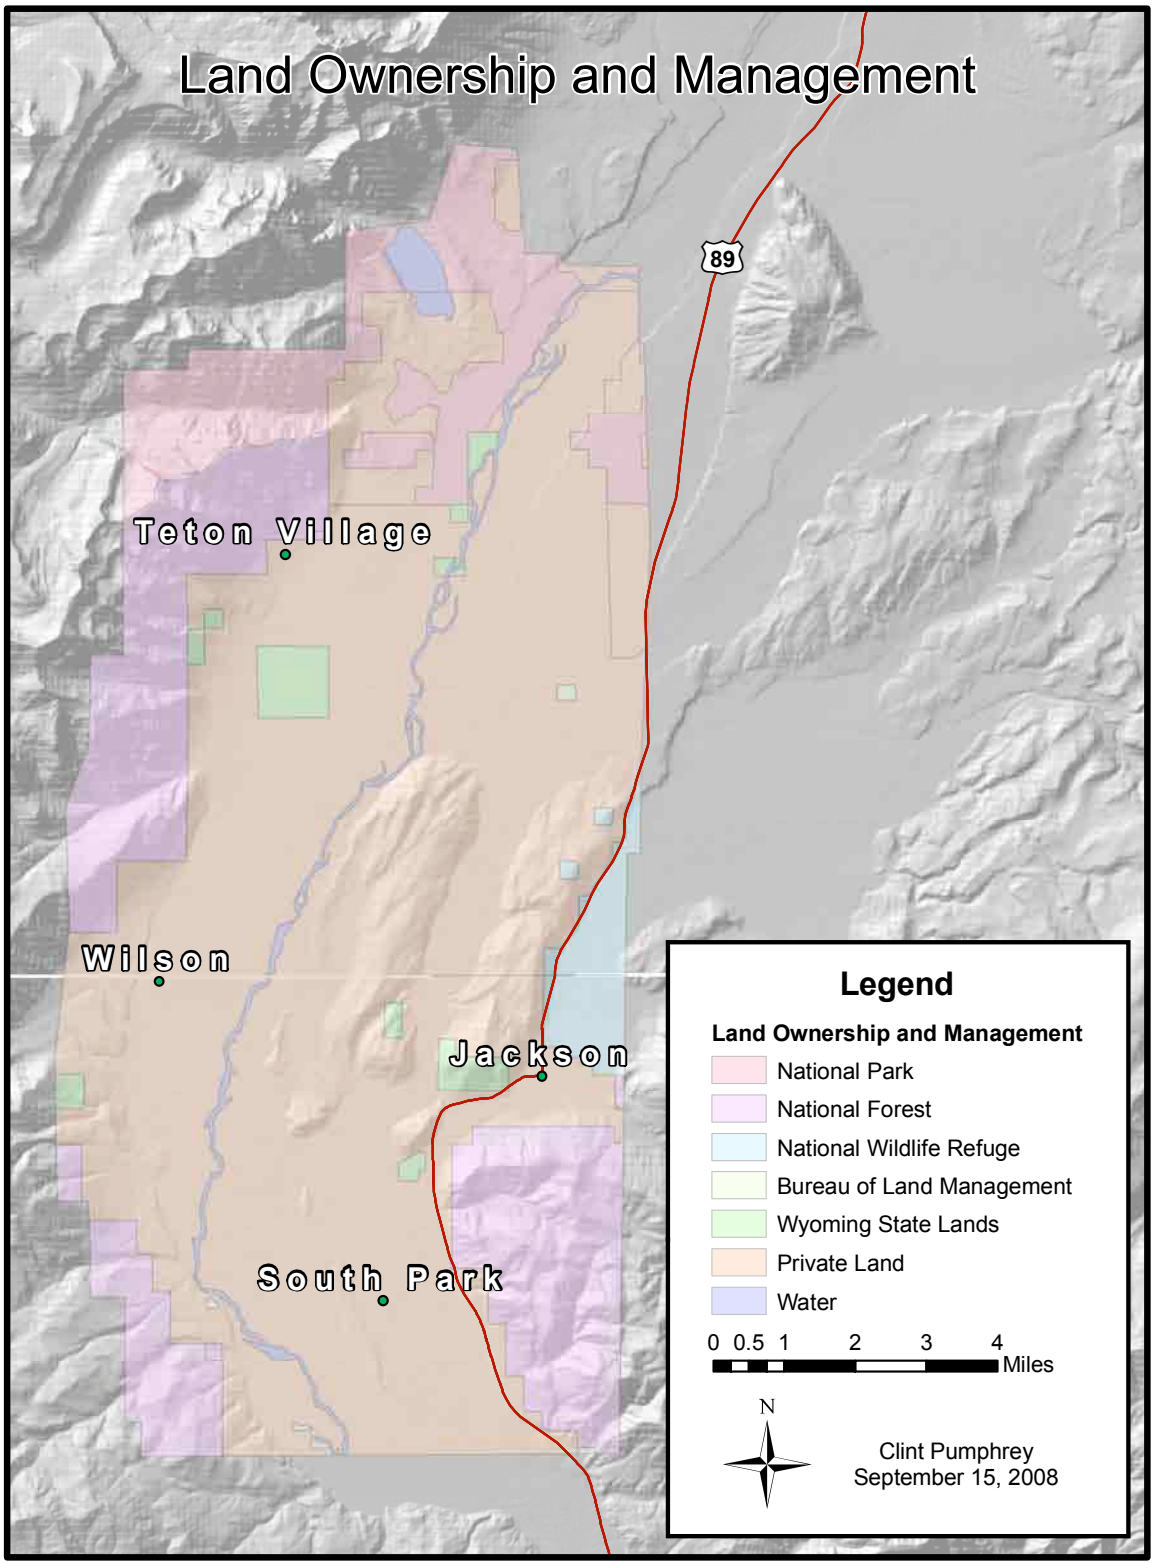 Land Ownership and Management
89
Teton Village
Wilson
Jackson
South Park
Legend
Land Ownership and Management
National Park
National Forest
National Wildlife Refuge
Bureau of Land Management
Wyoming State Lands
Private Land
Water
0 0.5 1 2 3 4
Miles
N
Clint Pumphrey
September 15, 2008